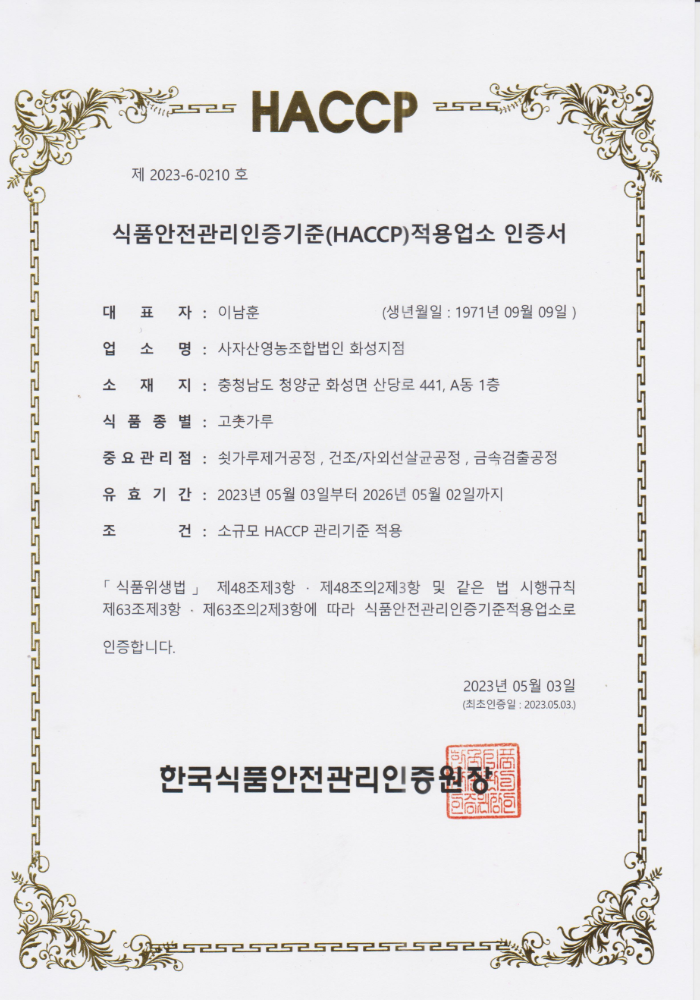 HACCP
제 2023-6-0210 호
식품안전관리인증기준(HACCP)적용업소 인증서
대 표 자 : 이남훈 (생년월일 : 1971년 09월 09일 )
업 소 명 : 사자산영농조합법인 화성지점
소 재 지 : 충청남도 청양군 화성면 산당로 441, A동 1층
식 품 종 별 : 고춧가루
중요관리점 : 쇳가루제거공정 , 건조/자외선살균공정 , 금속검출공정
유 효 기 간 : 2023년 05월 03일부터 2026년 05월 02일까지
조 건 : 소규모 HACCP 관리기준 적용
「 식품위생법 」 제48조제3항 · 제48조의2제3항 및 같은 법 시행규칙
제63조제3항 · 제63조의2제3항에 따라 식품안전관리인증기준적용업소로
인증합니다.
2023년 05월 03일
(최초인증일 : 2023.05.03.)
한국식품안전관리인증원장